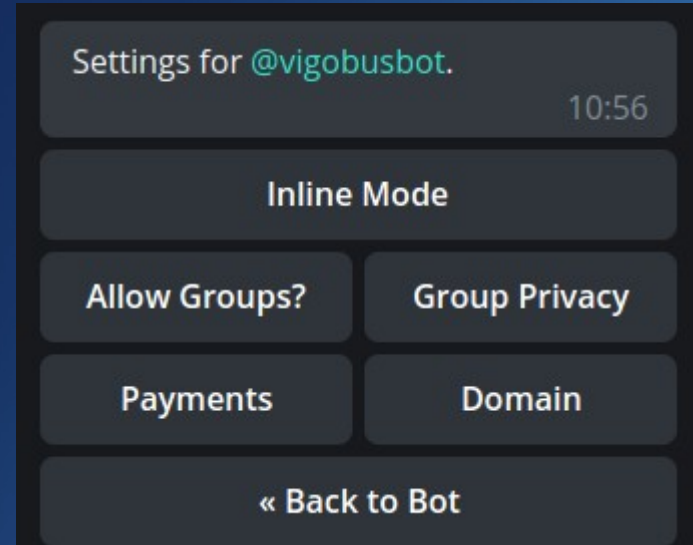 Settings for @vigobusbot.
10:56
Inline Mode
Allow Groups? Group Privacy
Payments Domain
« Back to Bot